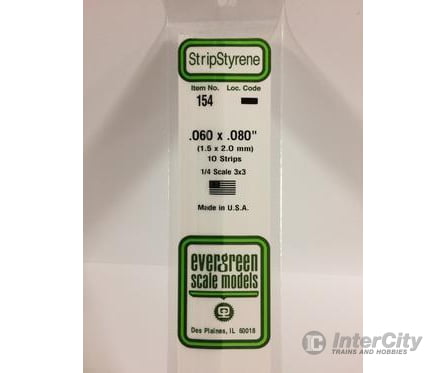 StripStyrene
Item No. Loc. Code
154
.060 x .080"
(1.5 x 2.0 mm)
10 Strips
1/4 Scale 3x3
Made in U.S.A.
evergreen
scale models
Des Plaines, IL 60018
IC InterCity
TRAINS AND HOBBIES